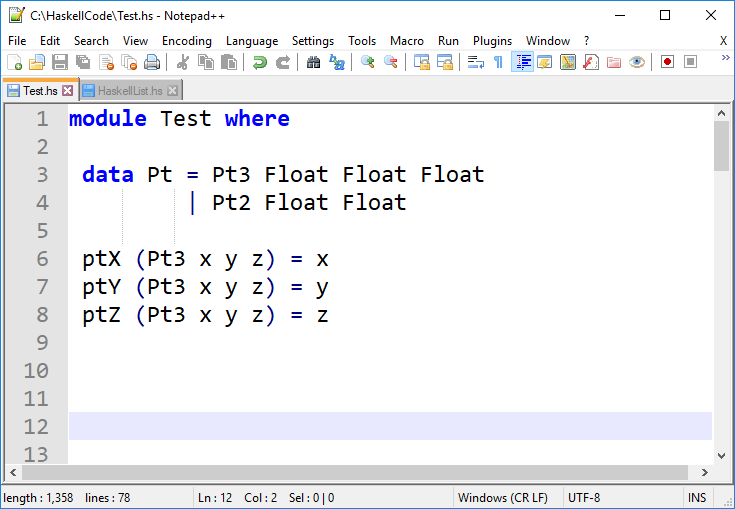 C:\HaskellCode\Test.hs - Notepad++
File Edit Search View Encoding Language Settings Tools Macro Run Plugins Window ? X
Test.hs HaskellList.hs
1 module Test where
2
3 data Pt = Pt3 Float Float Float
4 | Pt2 Float Float
5
6 ptX (Pt3 x y z) = x
7 ptY (Pt3 x y z) = y
8 ptZ (Pt3 x y z) = z
9
10
11
12
13
length : 1,358 lines : 78 Ln : 12 Col : 2 Sel : 0 | 0 Windows (CR LF) UTF-8 INS